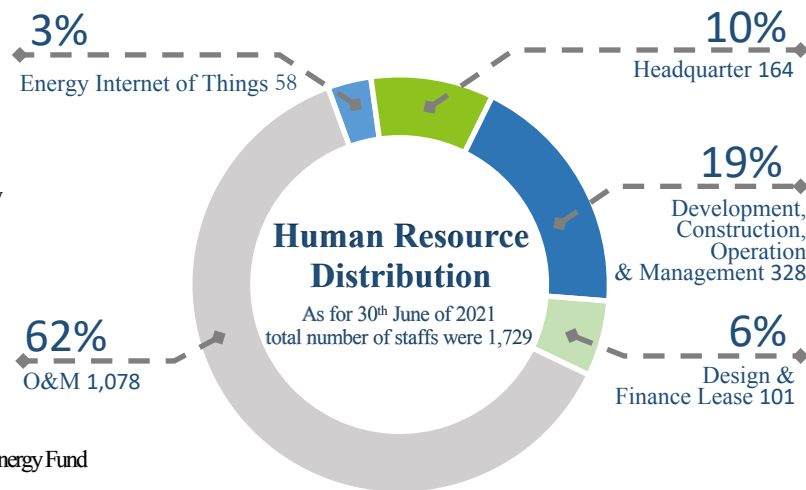 3%
Energy Internet of Things 58
10%
Headquarter 164
19%
Development,
Construction,
Operation
& Management 328
Human Resource
Distribution
As for 30th June of 2021
total number of staffs were 1,729
62%
O&M 1,078
6%
Design &
Finance Lease 101
Fund